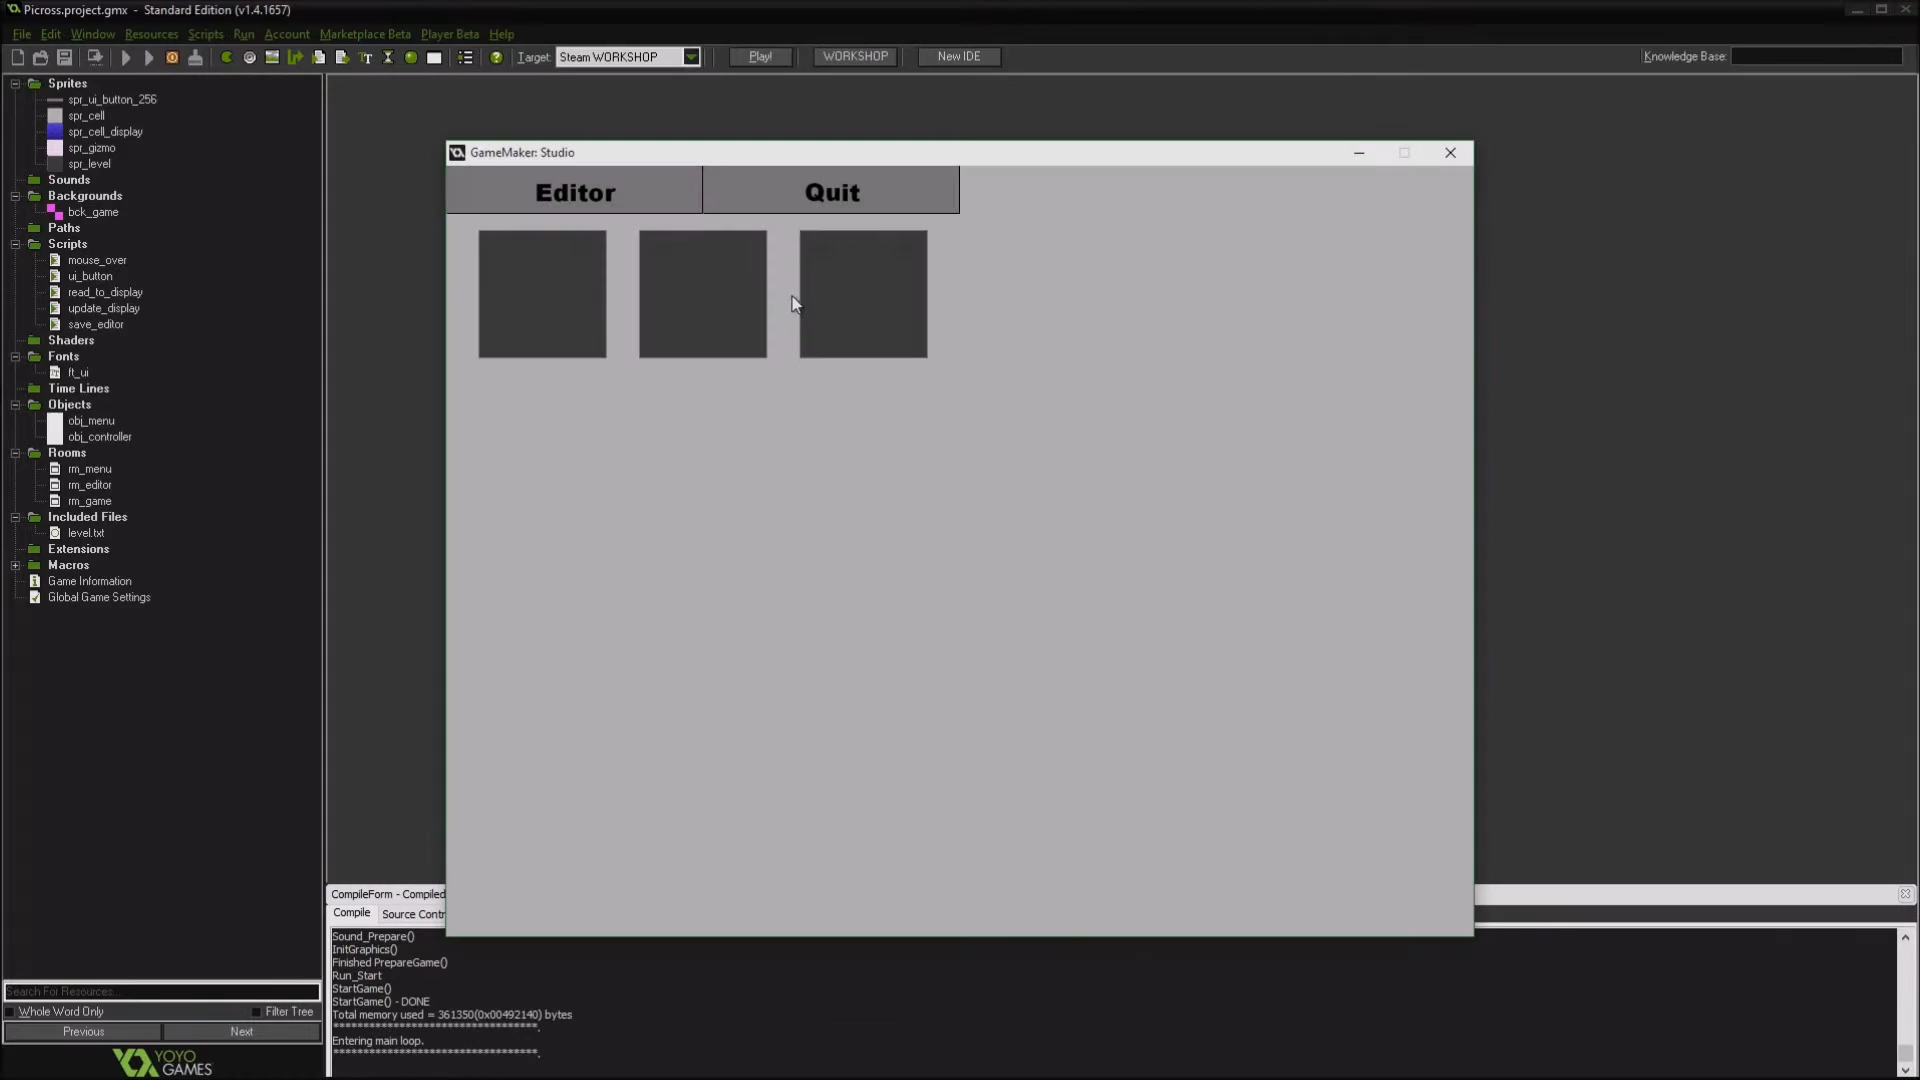 Picross.project.gmx - Standard Edition (v1.4.1657)
File Edit Window Resources Scripts Run Account Marketplace Beta Player Beta Help
Target: Steam WORKSHOP Play! WORKSHOP New IDE Knowledge Base:
Sprites
spr_ui_button_256
spr_cell
spr_cell_display
spr_gizmo
spr_level
Sounds
Backgrounds
bck_game
Paths
Scripts
mouse_over
ui_button
read_to_display
update_display
save_editor
Shaders
Fonts
ft_ui
Time Lines
Objects
obj_menu
obj_controller
Rooms
rm_menu
rm_editor
rm_game
Included Files
level.txt
Extensions
Macros
Game Information
Global Game Settings
Search For Resources...
Whole Word Only Filter Tree
Previous Next
YOYO
GAMES
GameMaker: Studio
Editor Quit
CompileForm - Compiled
Compile Source Contr
Sound_Prepare()
InitGraphics()
Finished PrepareGame()
Run_Start
StartGame()
StartGame() - DONE
Total memory used = 361350(0x00492140) bytes
***********************************.
Entering main loop.
***********************************.